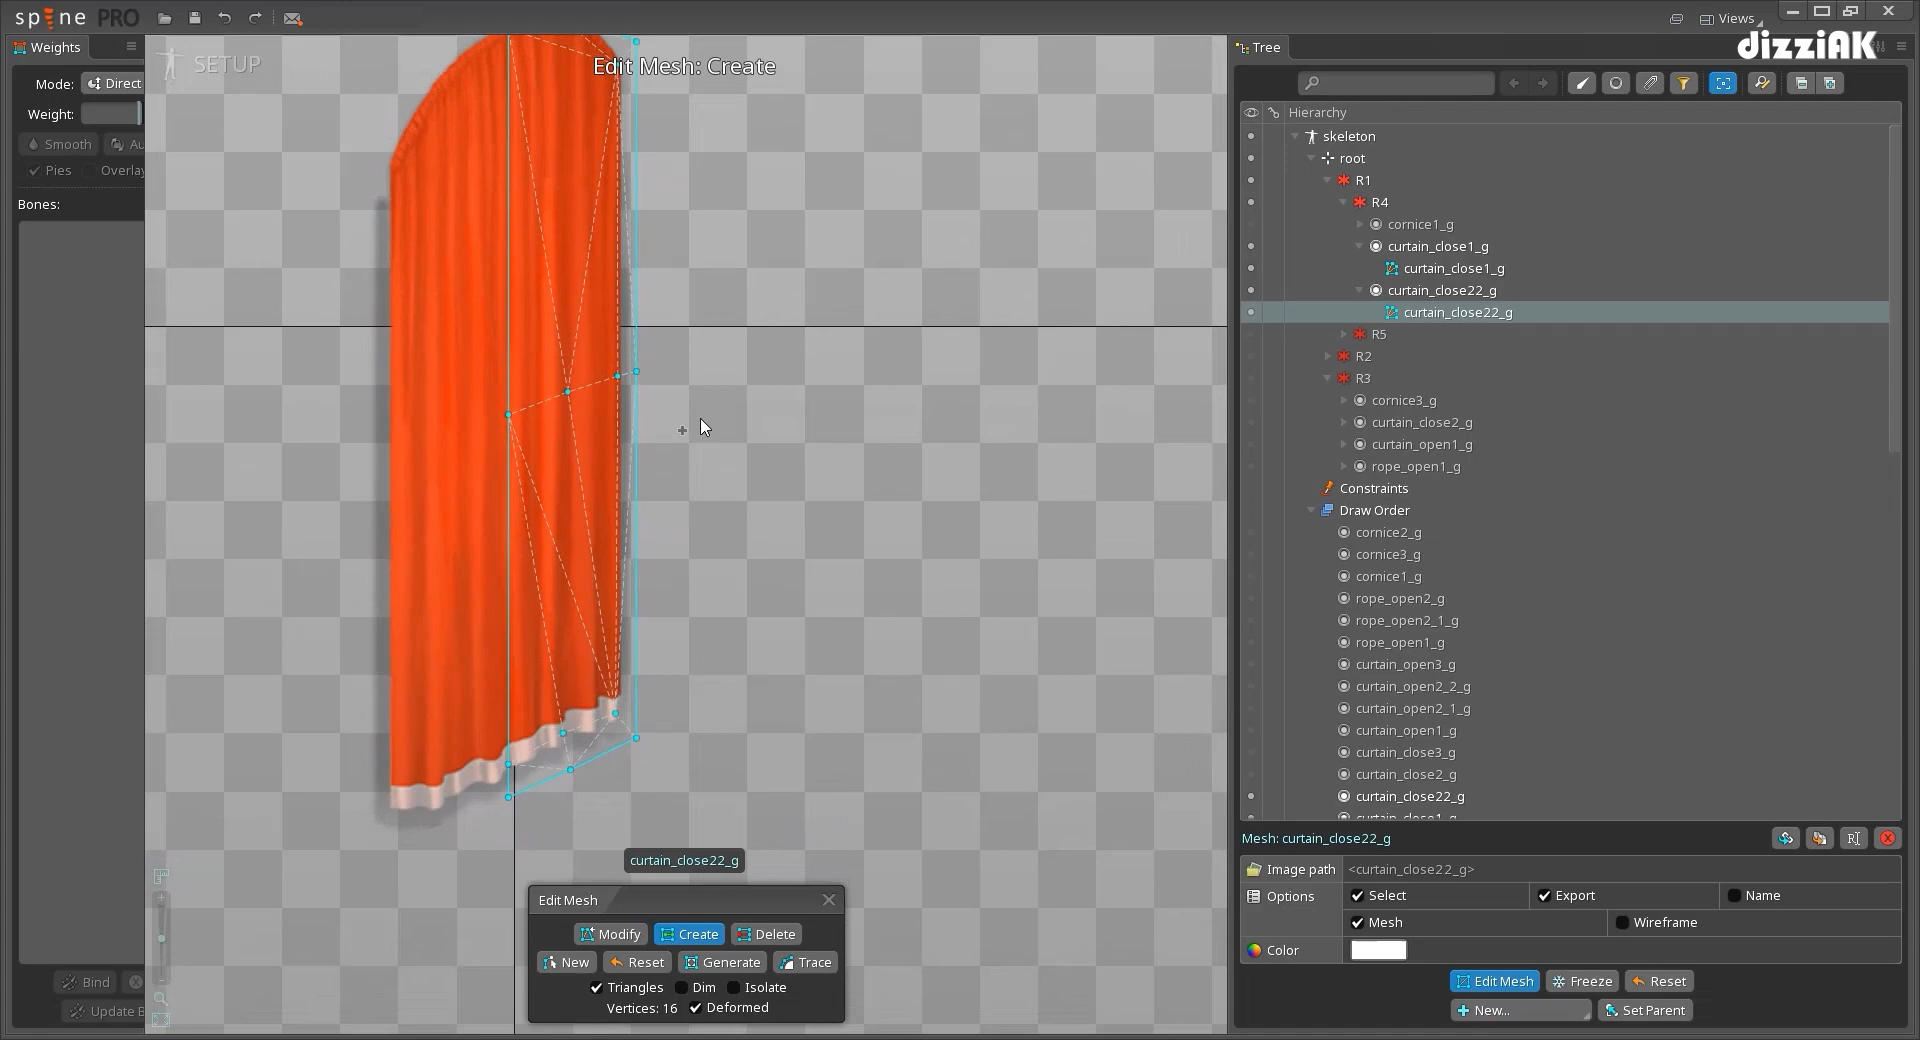 spine PRO
Views
dizziAK
Weights
Mode: Direct
Weight:
Smooth Au
Pies Overlay
Bones:
Bind
Update B
SETUP
Edit Mesh: Create
curtain_close22_g
Edit Mesh
Modify Create Delete
New Reset Generate Trace
Triangles Dim Isolate
Vertices: 16 Deformed
Tree
Hierarchy
skeleton
root
R1
R4
cornice1_g
curtain_close1_g
curtain_close1_g
curtain_close22_g
curtain_close22_g
R5
R2
R3
cornice3_g
curtain_close2_g
curtain_open1_g
rope_open1_g
Constraints
Draw Order
cornice2_g
cornice3_g
cornice1_g
rope_open2_g
rope_open2_1_g
rope_open1_g
curtain_open3_g
curtain_open2_2_g
curtain_open2_1_g
curtain_open1_g
curtain_close3_g
curtain_close2_g
curtain_close22_g
curtain_close1_g
Mesh: curtain_close22_g
Image path <curtain_close22_g>
Options Select Export Name
Mesh Wireframe
Color
Edit Mesh Freeze Reset
New... Set Parent